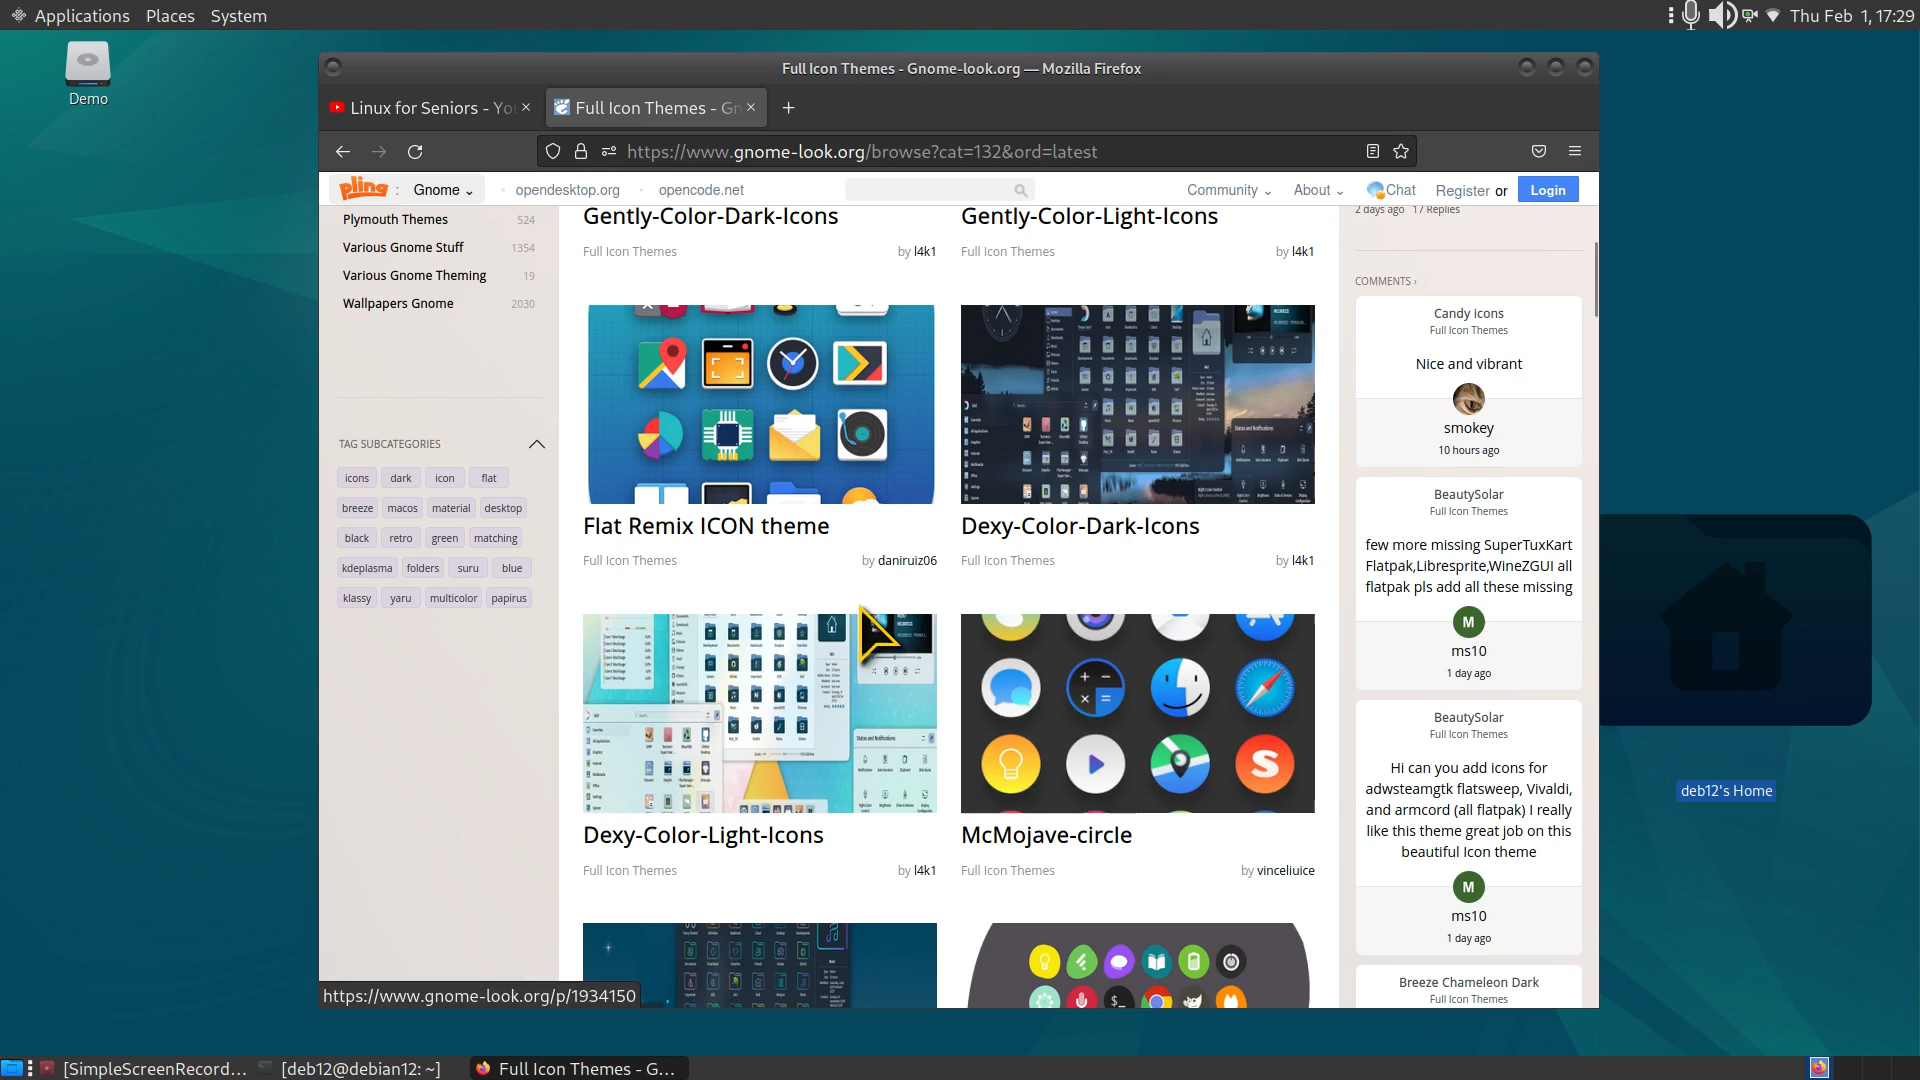 Applications Places System
Thu Feb 1, 17:29
Demo
Full Icon Themes - Gnome-look.org — Mozilla Firefox
Linux for Seniors - You
Full Icon Themes - Gn
https://www.gnome-look.org/browse?cat=132&ord=latest
pling : Gnome opendesktop.org opencode.net Community About Chat Register or Login
Plymouth Themes 524
Various Gnome Stuff 1354
Various Gnome Theming 19
Wallpapers Gnome 2030
TAG SUBCATEGORIES
icons dark icon flat
breeze macos material desktop
black retro green matching
kdeplasma folders suru blue
klassy yaru multicolor papirus
Gently-Color-Dark-Icons
Full Icon Themes by l4k1
Gently-Color-Light-Icons
Full Icon Themes by l4k1
Flat Remix ICON theme
Full Icon Themes by daniruiz06
Dexy-Color-Dark-Icons
Full Icon Themes by l4k1
Dexy-Color-Light-Icons
Full Icon Themes by l4k1
McMojave-circle
Full Icon Themes by vinceliuice
2 days ago 17 Replies
COMMENTS ›
Candy icons
Full Icon Themes
Nice and vibrant
smokey
10 hours ago
BeautySolar
Full Icon Themes
few more missing SuperTuxKart
Flatpak,Libresprite,WineZGUI all
flatpak pls add all these missing
M
ms10
1 day ago
BeautySolar
Full Icon Themes
Hi can you add icons for
adwsteamgtk flatsweep, Vivaldi,
and armcord (all flatpak) I really
like this theme great job on this
beautiful Icon theme
M
ms10
1 day ago
Breeze Chameleon Dark
Full Icon Themes
deb12's Home
https://www.gnome-look.org/p/1934150
[SimpleScreenRecord... [deb12@debian12: ~] Full Icon Themes - G...